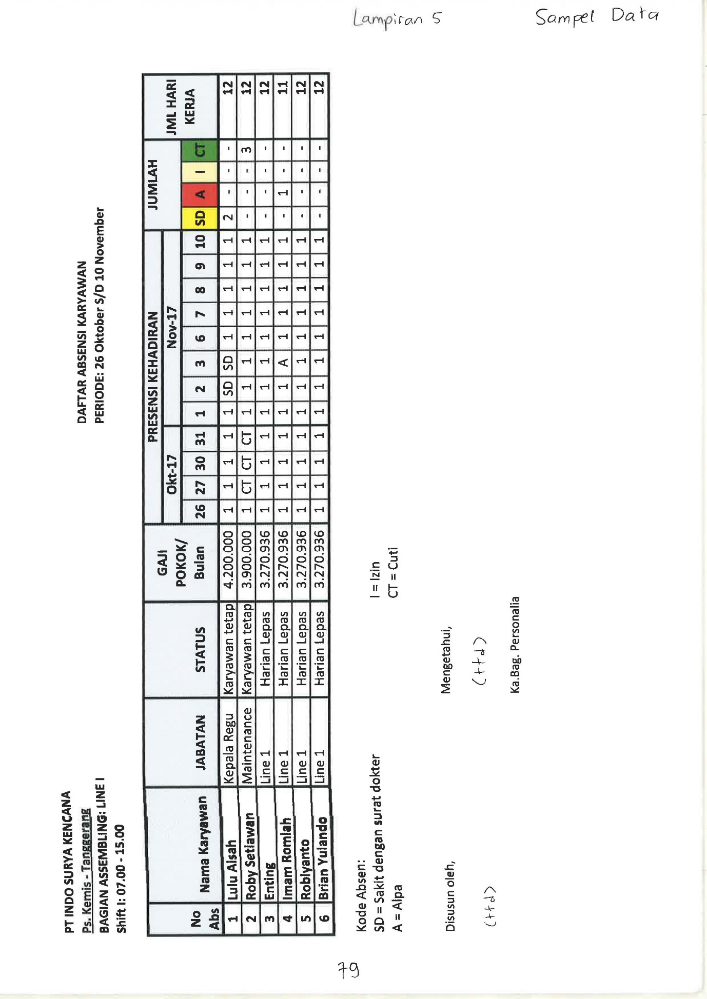 Lampiran 5 Sampel Data
PT INDO SURYA KENCANA
Ps. Kemis - Tanggerang
BAGIAN ASSEMBLING: LINE I
Shift I: 07.00 - 15.00
DAFTAR ABSENSI KARYAWAN
PERIODE: 26 Oktober S/D 10 November
No Abs Nama Karyawan JABATAN STATUS GAJI POKOK/ Bulan PRESENSI KEHADIRAN JUMLAH JML HARI KERJA
Okt-17 Nov-17
26 27 30 31 1 2 3 6 7 8 9 10 SD A I CT
1 Lulu Aisah Kepala Regu Karyawan tetap 4.200.000 1 1 1 1 1 SD SD 1 1 1 1 1 2 - - - 12
2 Roby Setiawan Maintenance Karyawan tetap 3.900.000 1 CT CT CT 1 1 1 1 1 1 1 1 - - - 3 12
3 Enting Line 1 Harian Lepas 3.270.936 1 1 1 1 1 1 1 1 1 1 1 1 - - - - 12
4 Imam Romlah Line 1 Harian Lepas 3.270.936 1 1 1 1 1 1 A 1 1 1 1 1 - 1 - - 11
5 Robiyanto Line 1 Harian Lepas 3.270.936 1 1 1 1 1 1 1 1 1 1 1 1 - - - - 12
6 Brian Yulando Line 1 Harian Lepas 3.270.936 1 1 1 1 1 1 1 1 1 1 1 1 - - - - 12
Kode Absen:
SD = Sakit dengan surat dokter I = Izin
A = Alpa CT = Cuti
Disusun oleh, Mengetahui,
(ttd) (ttd)
Ka.Bag. Personalia
79